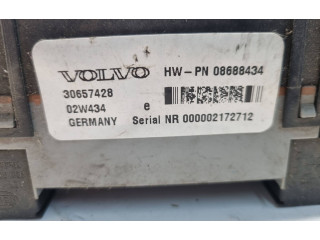 VOLVO HW-PN 08688434
30657428
02W434 e
GERMANY Serial NR 000002172712